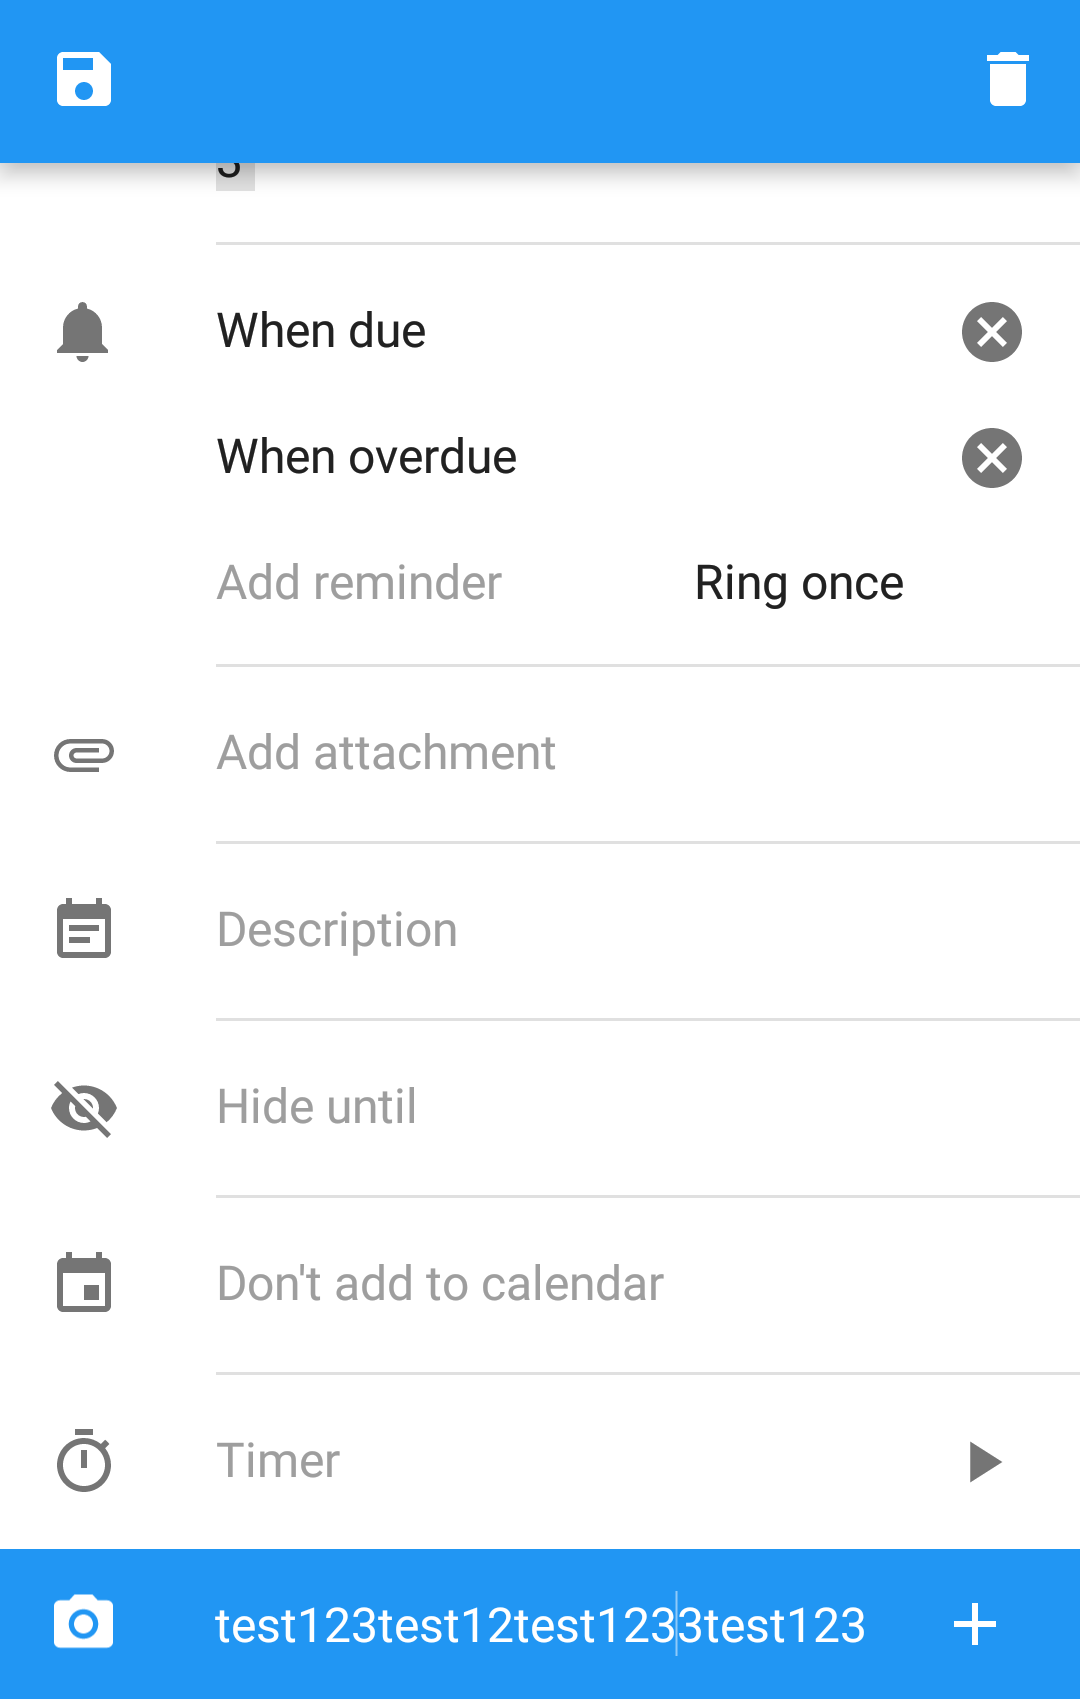 When due
When overdue
Add reminder Ring once
Add attachment
Description
Hide until
Don't add to calendar
Timer
test123test12test1233test123